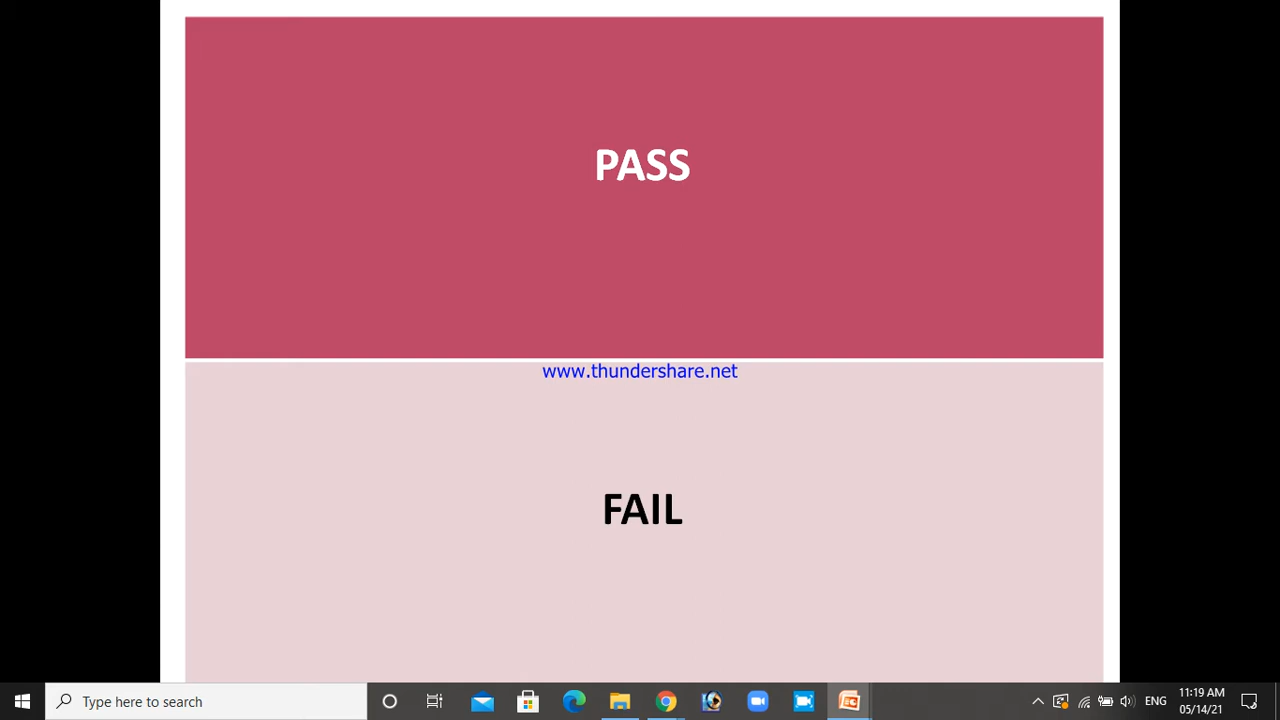 PASS
www.thundershare.net
FAIL
Type here to search
ENG
11:19 AM
05/14/21